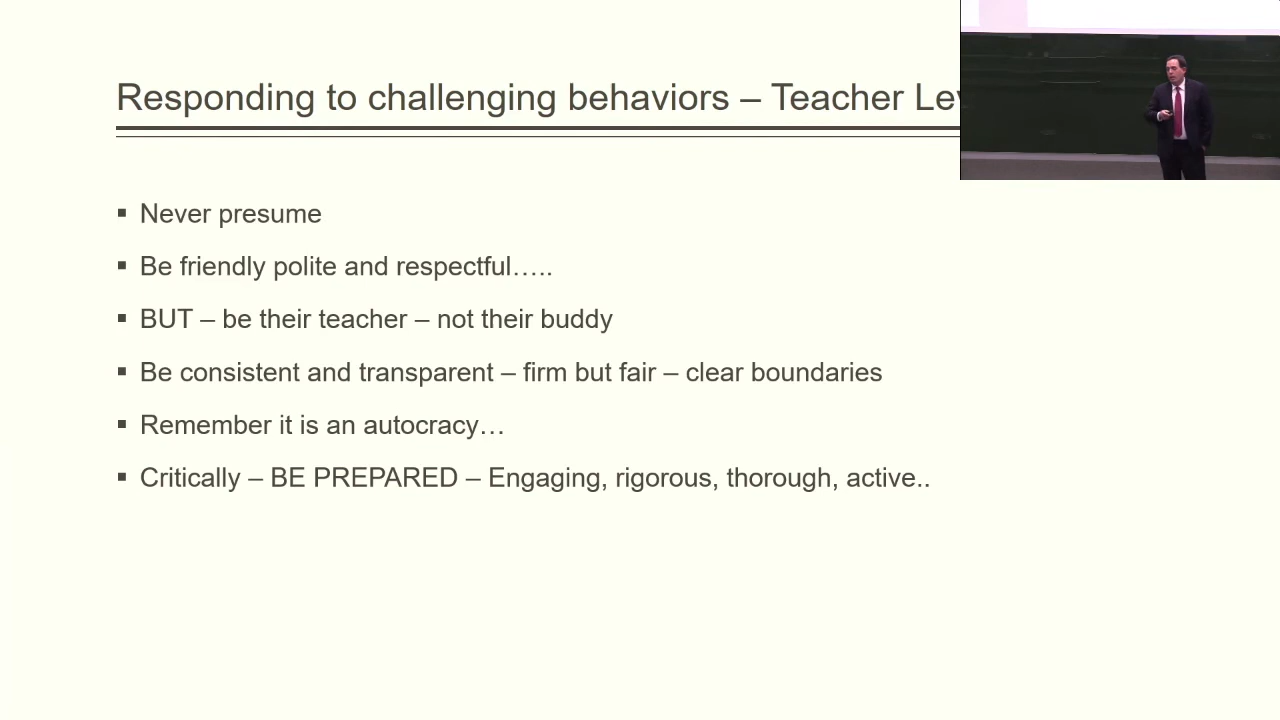 Responding to challenging behaviors – Teacher
Never presume
Be friendly polite and respectful…..
BUT – be their teacher – not their buddy
Be consistent and transparent – firm but fair – clear boundaries
Remember it is an autocracy…
Critically – BE PREPARED – Engaging, rigorous, thorough, active..